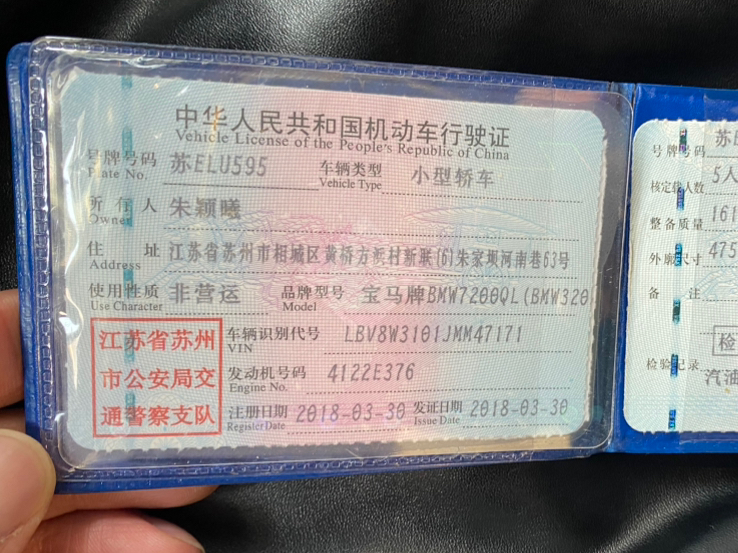 中华人民共和国机动车行驶证
Vehicle License of the People's Republic of China
号牌号码 苏ELU595 车辆类型 小型轿车
Plate No. Vehicle Type
所有人 朱颖曦
Owner
住址 江苏省苏州市相城区黄桥方浜村新联(6)朱家坝河南巷63号
Address
使用性质 非营运 品牌型号 宝马牌BMW7200QL(BMW320
Use Character Model
江苏省苏州
市公安局交
通警察支队
车辆识别代号 LBV8W3101JMM47171
VIN
发动机号码 4122E376
Engine No.
注册日期 2018-03-30 发证日期 2018-03-30
Register Date Issue Date
号牌号码 苏E
核定载人数 5人
整备质量 161
外廓尺寸 475
备注
检
检验记录 汽油